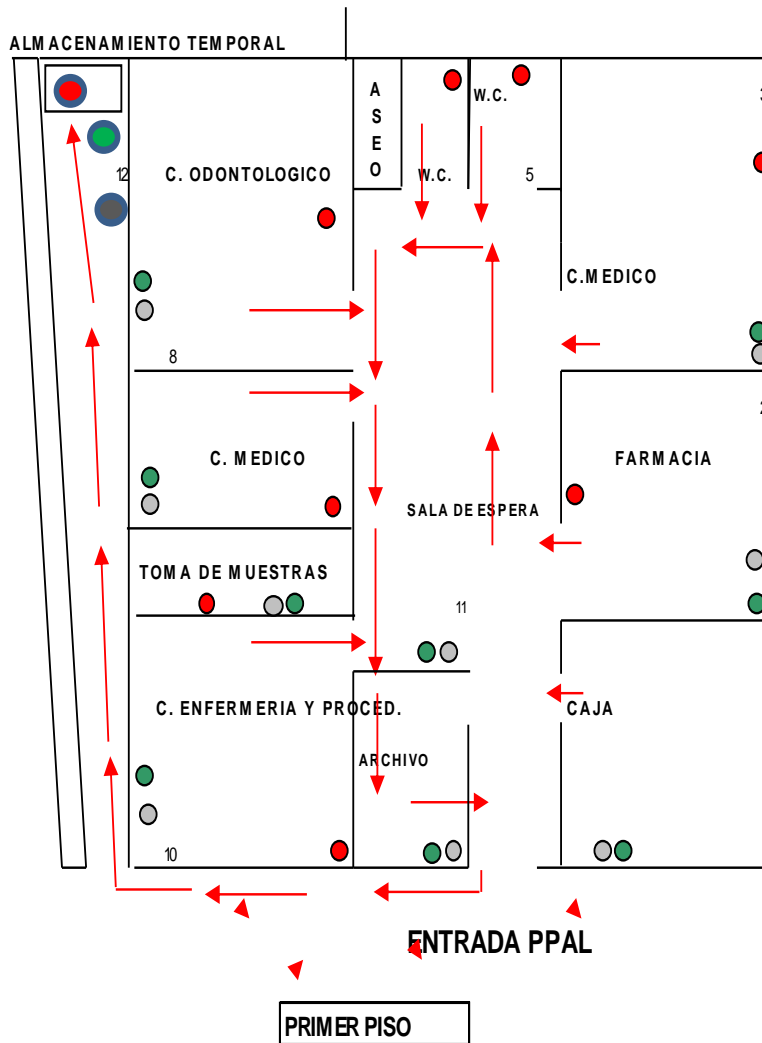 ALMACENAMIENTO TEMPORAL
ASEO
W.C.
W.C.
5
12
C. ODONTOLOGICO
C.MEDICO
8
C. MEDICO
FARMACIA
SALA DE ESPERA
TOMA DE MUESTRAS
11
C. ENFERMERIA Y PROCED.
CAJA
ARCHIVO
10
ENTRADA PPAL
PRIMER PISO